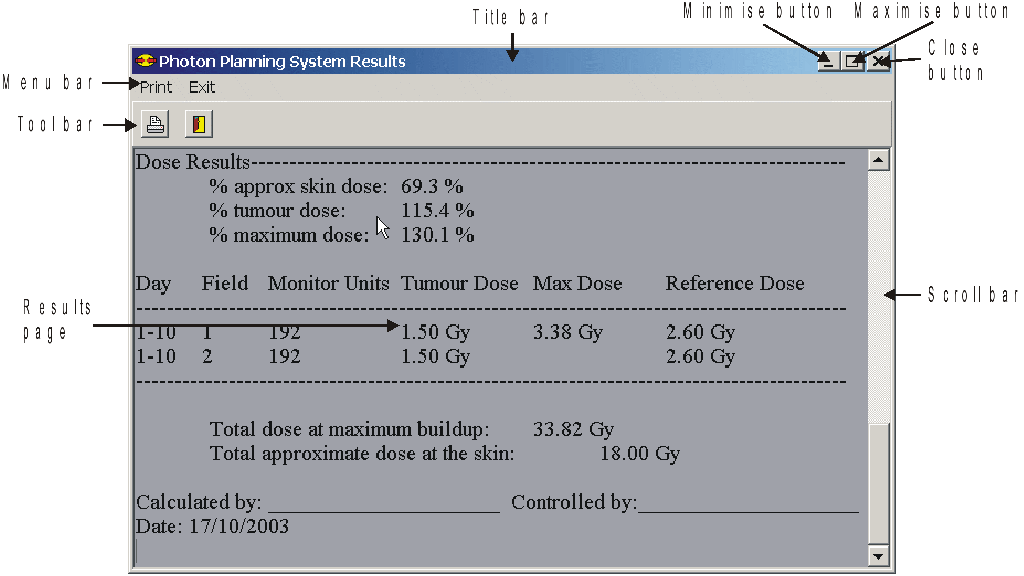 Title bar
Minimise button
Maximise button
Close
button
Photon Planning System Results
Menu bar
Print Exit
Toolbar
Dose Results----------------------------------------------------------------------------
% approx skin dose: 69.3 %
% tumour dose: 115.4 %
% maximum dose: 130.1 %
Day Field Monitor Units Tumour Dose Max Dose Reference Dose
--------------------------------------------------------------------------------------------
Results
page
Scrollbar
1-10 1 192 1.50 Gy 3.38 Gy 2.60 Gy
1-10 2 192 1.50 Gy 2.60 Gy
--------------------------------------------------------------------------------------------
Total dose at maximum buildup: 33.82 Gy
Total approximate dose at the skin: 18.00 Gy
Calculated by: ______________________ Controlled by:_____________________
Date: 17/10/2003